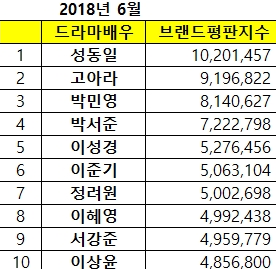 2018년 6월
드라마배우 브랜드평판지수
1 성동일 10,201,457
2 고아라 9,196,822
3 박민영 8,140,627
4 박서준 7,222,798
5 이성경 5,276,456
6 이준기 5,063,104
7 정려원 5,002,698
8 이혜영 4,992,438
9 서강준 4,959,779
10 이상윤 4,856,800